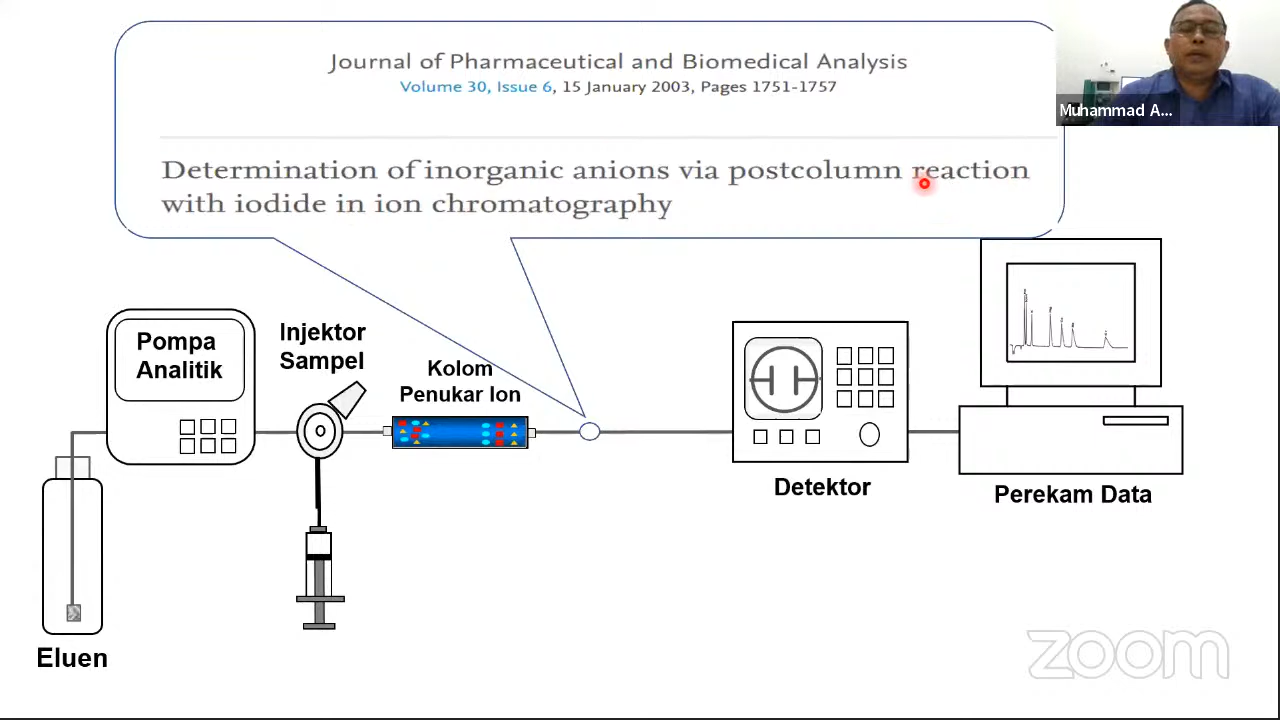 Journal of Pharmaceutical and Biomedical Analysis
Volume 30, Issue 6, 15 January 2003, Pages 1751-1757
Muhammad A...
Determination of inorganic anions via postcolumn reaction
with iodide in ion chromatography
Pompa
Analitik
Injektor
Sampel
Kolom
Penukar Ion
Detektor
Perekam Data
Eluen
zoom